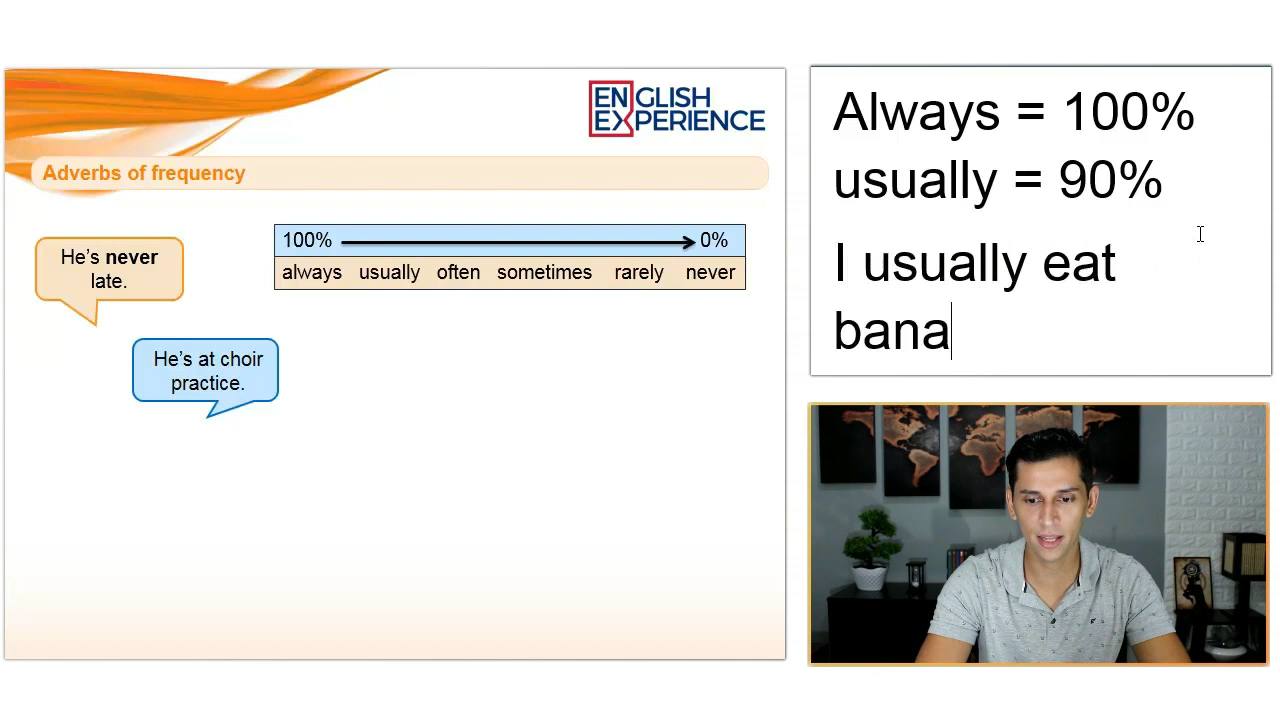 ENGLISH
EXPERIENCE
Adverbs of frequency
He's never
late.
He's at choir
practice.
100% 0%
always usually often sometimes rarely never
Always = 100%
usually = 90%
I usually eat
bana